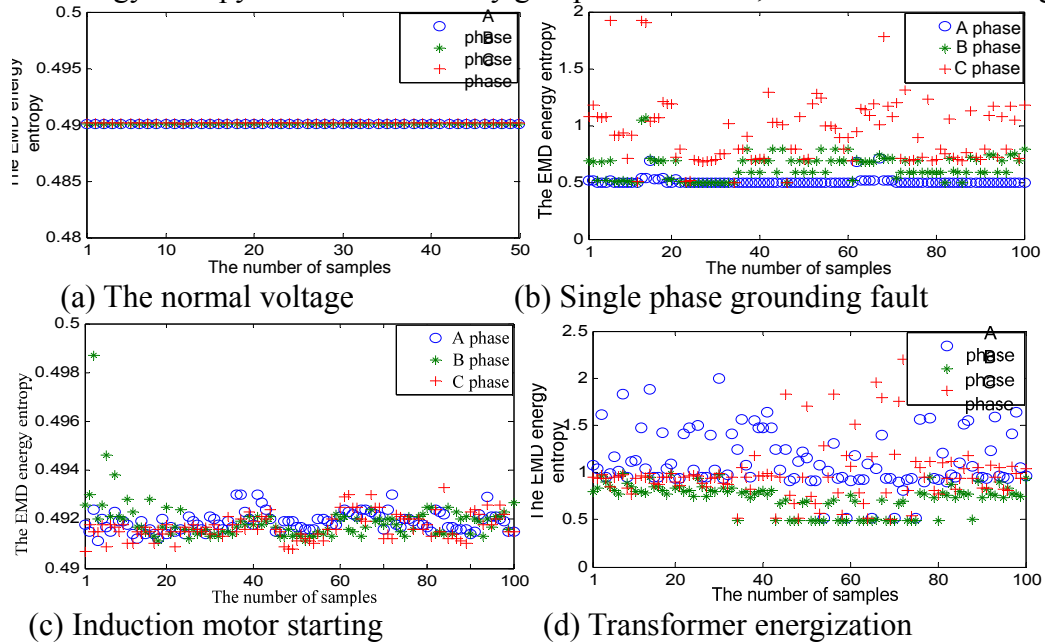 A
phase
B
phase
C
phase
0.5
0.495
0.49
0.485
0.48
The EMD energy
entropy
1 10 20 30 40 50
The number of samples
(a) The normal voltage
A phase
B phase
C phase
2
1.5
1
0.5
0
The EMD energy entropy
1 20 40 60 80 100
The number of samples
(b) Single phase grounding fault
A phase
B phase
C phase
0.5
0.498
0.496
0.494
0.492
0.49
The EMD energy entropy
1 20 40 60 80 100
The number of samples
(c) Induction motor starting
A
phase
B
phase
C
phase
2.5
2
1.5
1
0.5
0
The EMD energy
entropy
1 20 40 60 80 100
The number of samples
(d) Transformer energization